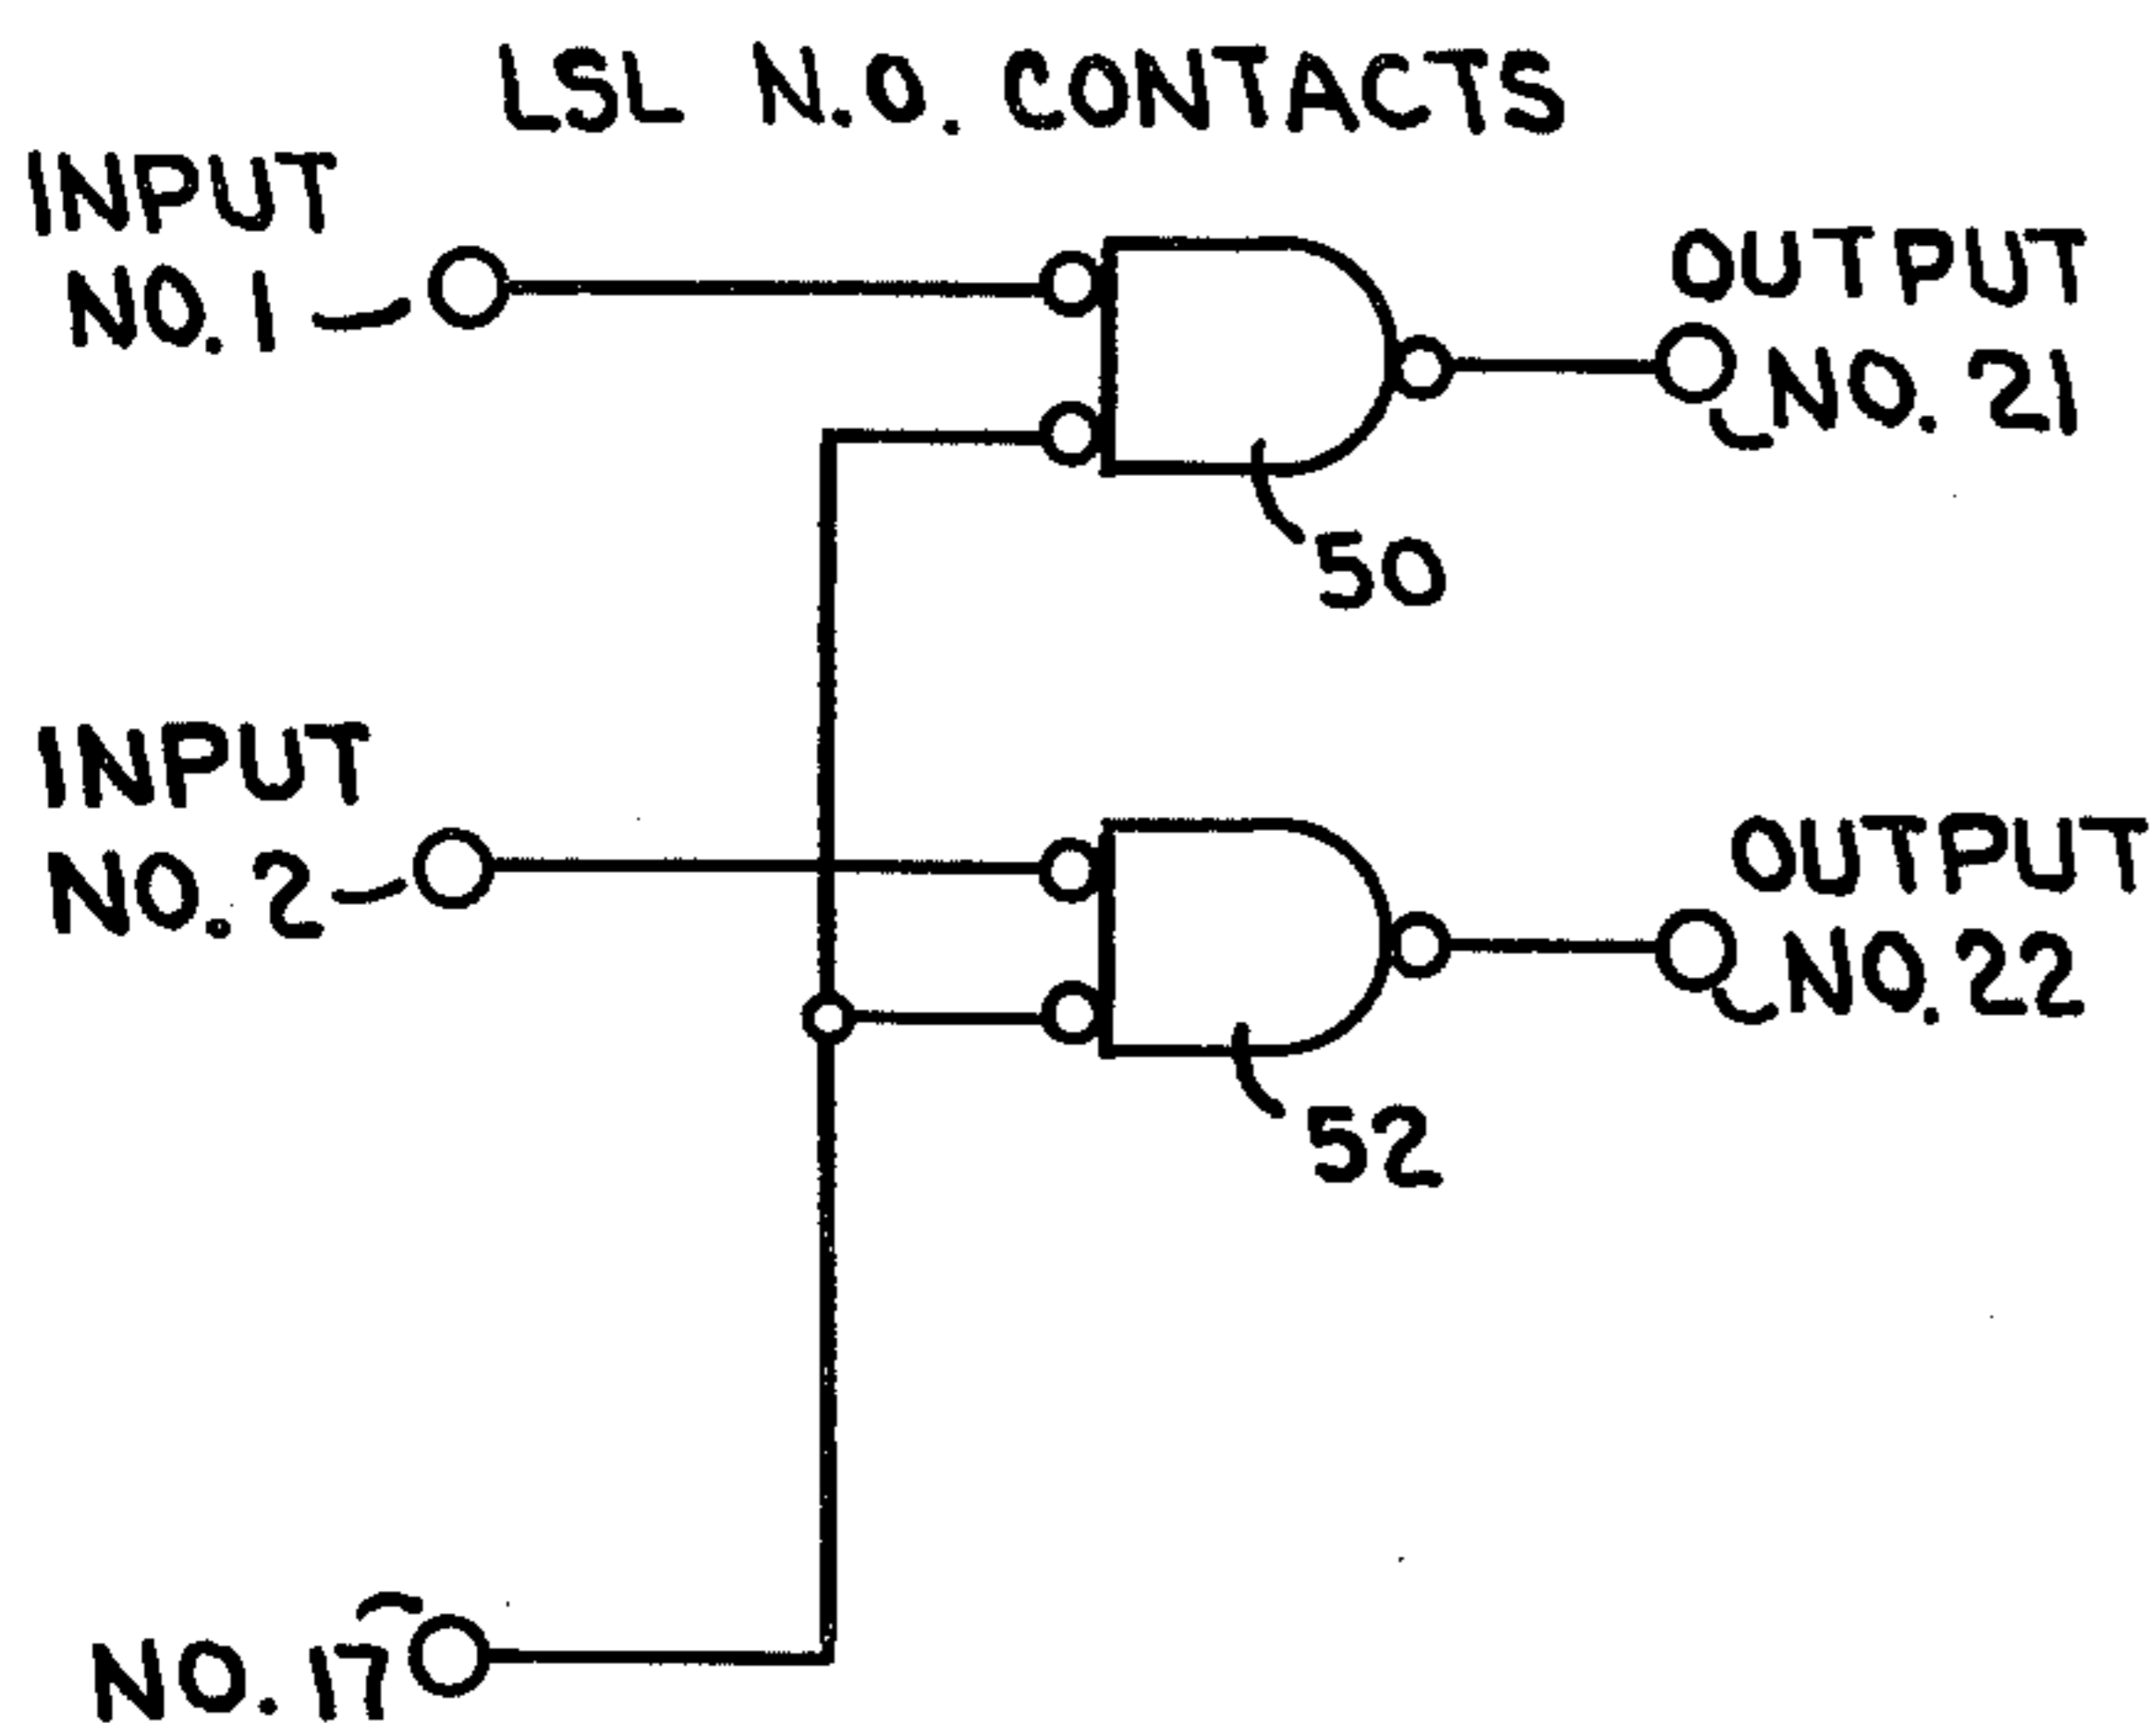 LSL N.O. CONTACTS
INPUT
NO. 1
OUTPUT
NO. 21
50
INPUT
NO. 2
OUTPUT
NO. 22
52
NO. 17